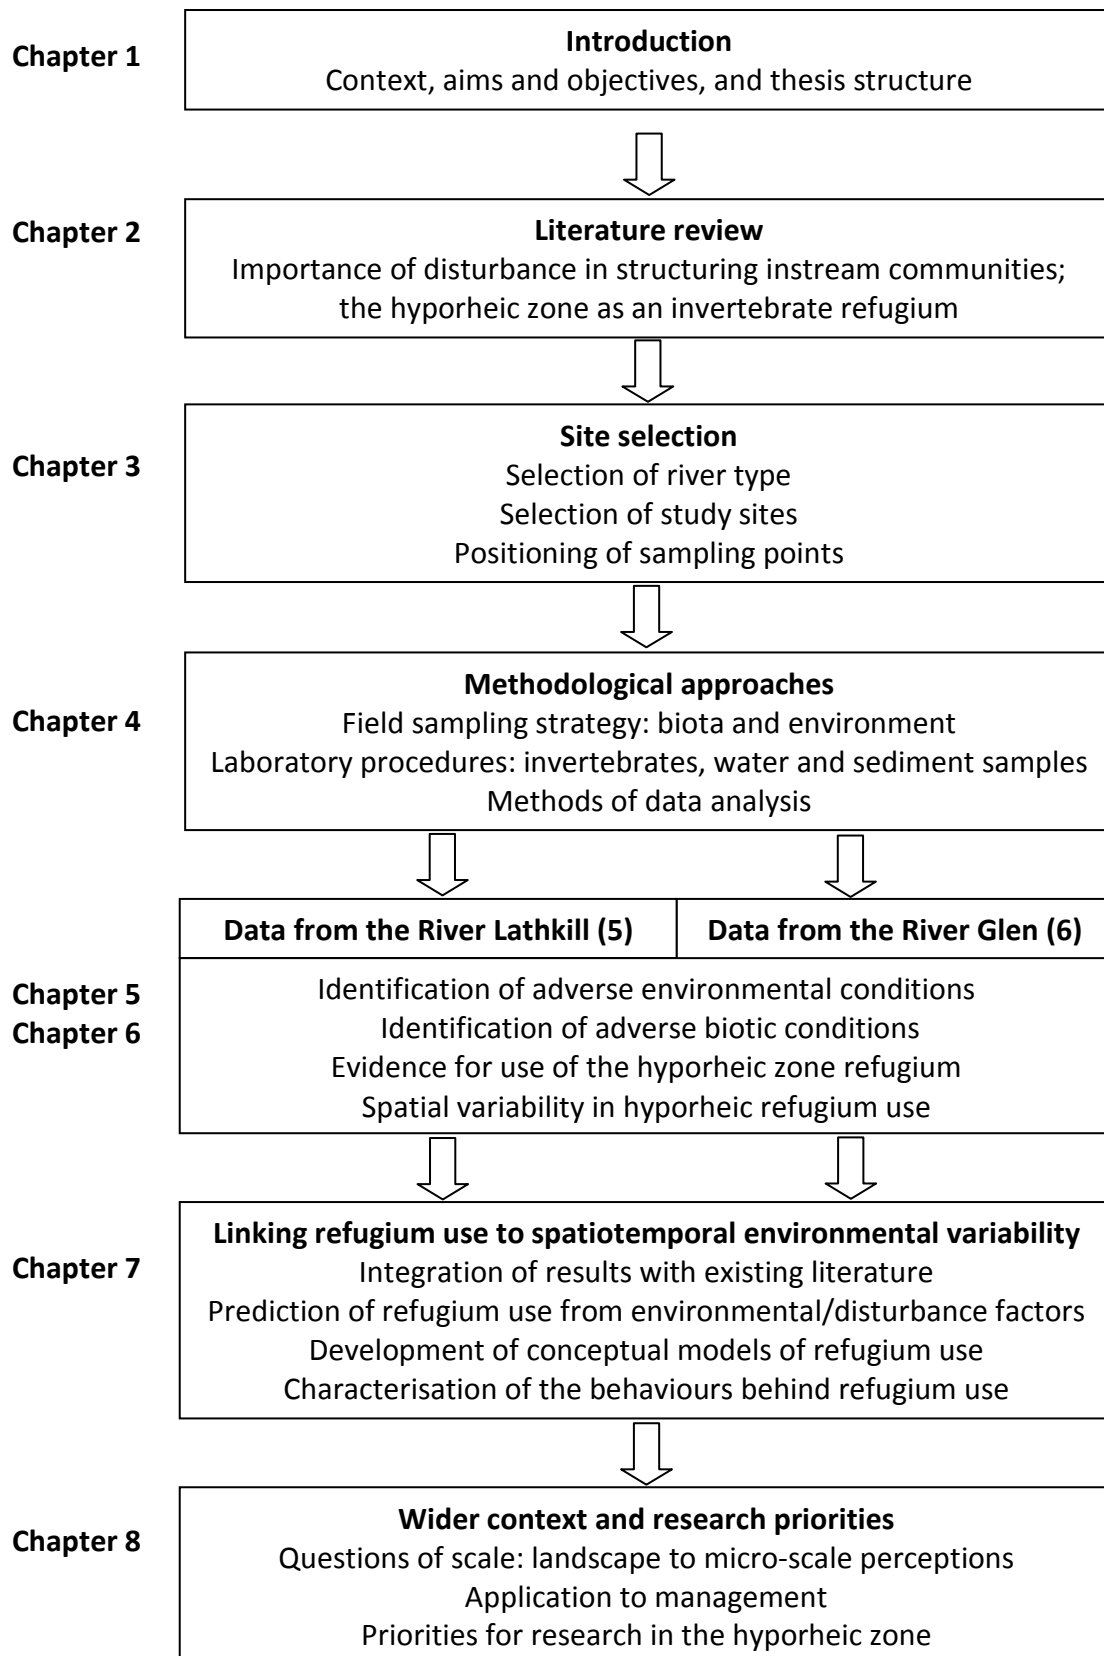 Chapter 1
Introduction
Context, aims and objectives, and thesis structure
Chapter 2
Literature review
Importance of disturbance in structuring instream communities;
the hyporheic zone as an invertebrate refugium
Chapter 3
Site selection
Selection of river type
Selection of study sites
Positioning of sampling points
Chapter 4
Methodological approaches
Field sampling strategy: biota and environment
Laboratory procedures: invertebrates, water and sediment samples
Methods of data analysis
Data from the River Lathkill (5)
Data from the River Glen (6)
Chapter 5
Chapter 6
Identification of adverse environmental conditions
Identification of adverse biotic conditions
Evidence for use of the hyporheic zone refugium
Spatial variability in hyporheic refugium use
Chapter 7
Linking refugium use to spatiotemporal environmental variability
Integration of results with existing literature
Prediction of refugium use from environmental/disturbance factors
Development of conceptual models of refugium use
Characterisation of the behaviours behind refugium use
Chapter 8
Wider context and research priorities
Questions of scale: landscape to micro-scale perceptions
Application to management
Priorities for research in the hyporheic zone